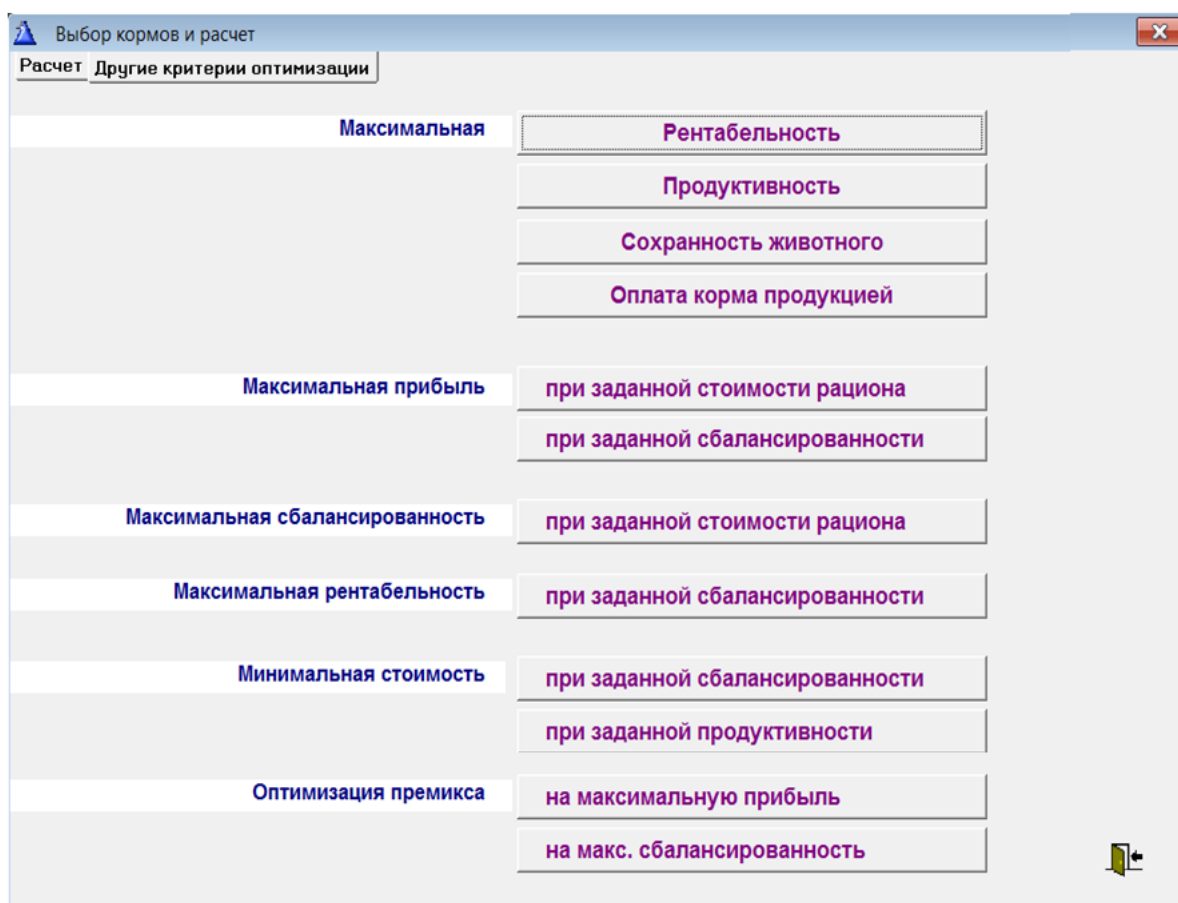 Выбор кормов и расчет
Расчет Другие критерии оптимизации
Максимальная Рентабельность
Продуктивность
Сохранность животного
Оплата корма продукцией
Максимальная прибыль при заданной стоимости рациона
при заданной сбалансированности
Максимальная сбалансированность при заданной стоимости рациона
Максимальная рентабельность при заданной сбалансированности
Минимальная стоимость при заданной сбалансированности
при заданной продуктивности
Оптимизация премикса на максимальную прибыль
на макс. сбалансированность